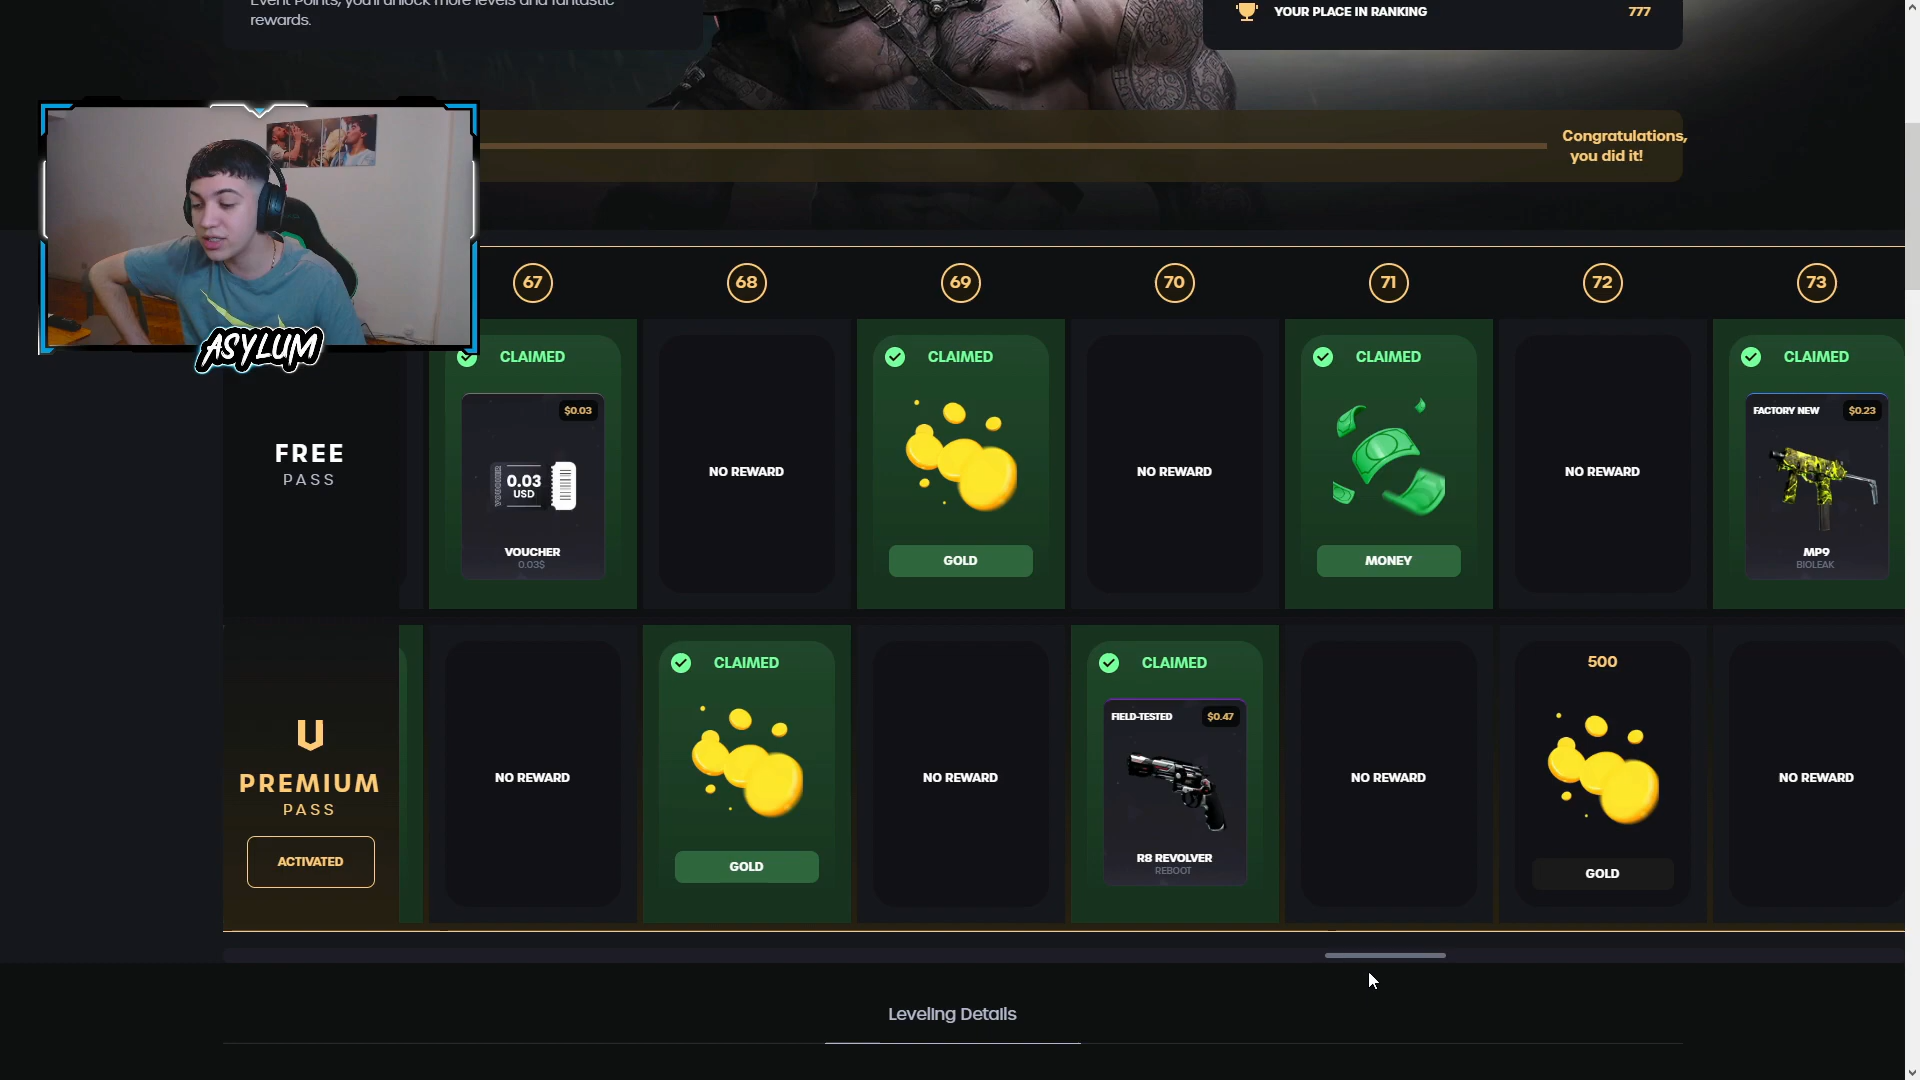 Event Points, you'll unlock more levels and fantastic
rewards.
YOUR PLACE IN RANKING 777
Congratulations,
you did it!
67 68 69 70 71 72 73
ASYLUM
FREE
PASS
CLAIMED
$0.03
VOUCHER
0.03
USD
VOUCHER
0.03$
NO REWARD
CLAIMED
GOLD
NO REWARD
CLAIMED
MONEY
NO REWARD
CLAIMED
FACTORY NEW $0.23
MP9
BIOLEAK
PREMIUM
PASS
ACTIVATED
NO REWARD
CLAIMED
GOLD
NO REWARD
CLAIMED
FIELD-TESTED $0.47
R8 REVOLVER
REBOOT
NO REWARD
500
GOLD
NO REWARD
Leveling Details